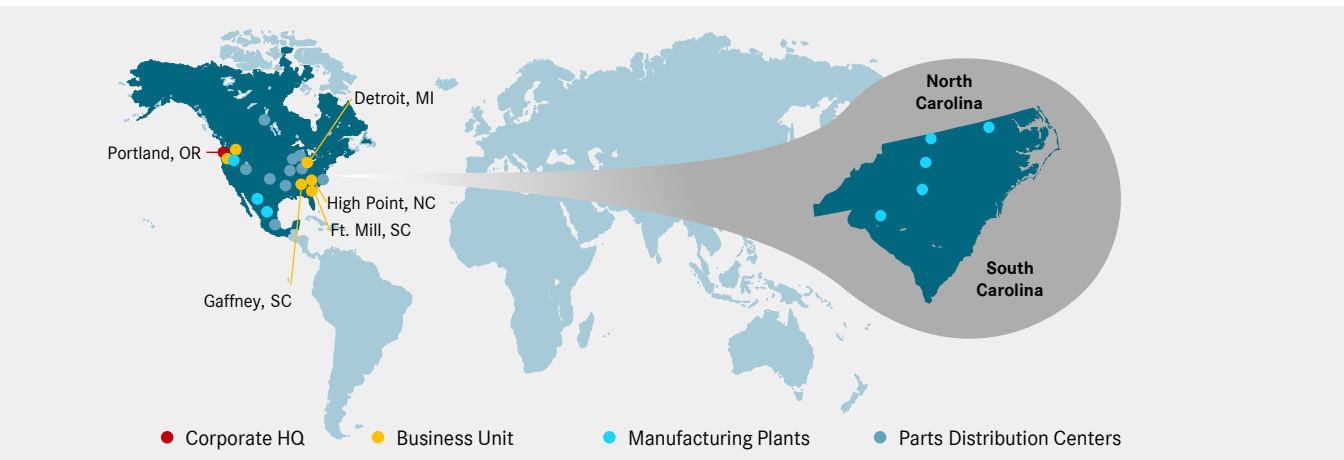 North
Carolina
Detroit, MI
Portland, OR
High Point, NC
Ft. Mill, SC
South
Carolina
Gaffney, SC
Corporate HQ
Business Unit
Manufacturing Plants
Parts Distribution Centers